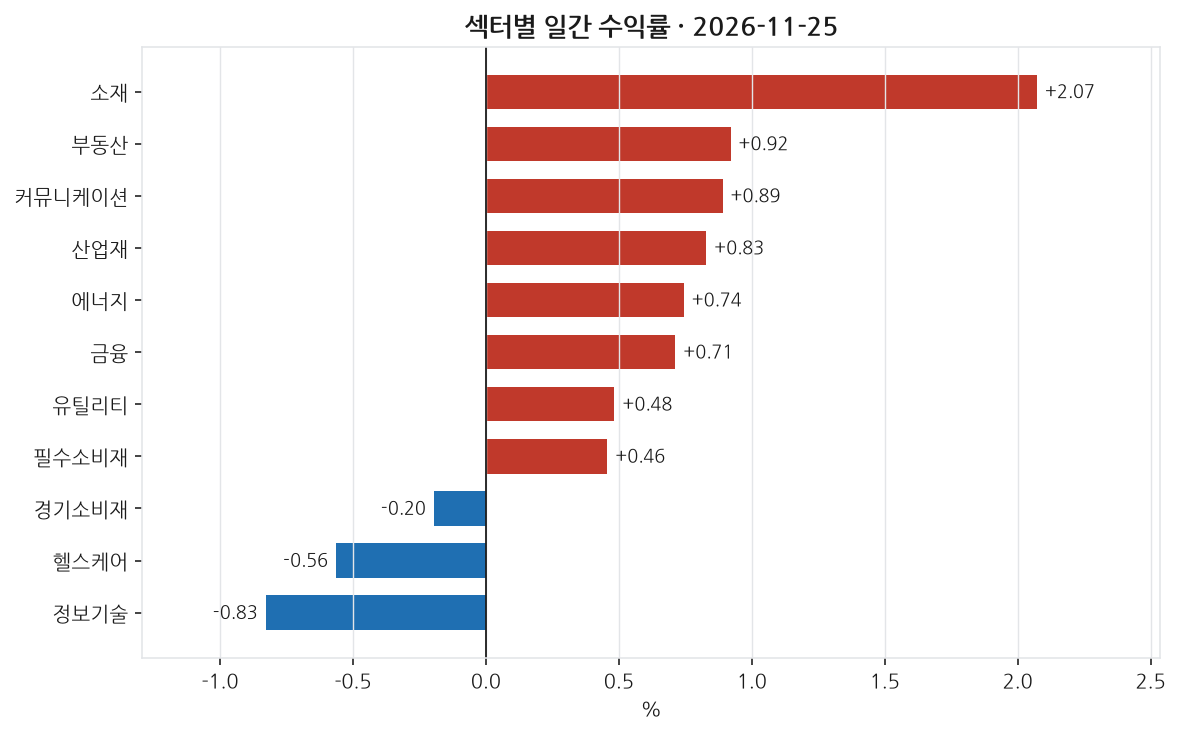 섹터별 일간 수익률 · 2026-11-25
소재 +2.07
부동산 +0.92
커뮤니케이션 +0.89
산업재 +0.83
에너지 +0.74
금융 +0.71
유틸리티 +0.48
필수소비재 +0.46
경기소비재 -0.20
헬스케어 -0.56
정보기술 -0.83
-1.0 -0.5 0.0 0.5 1.0 1.5 2.0 2.5
%